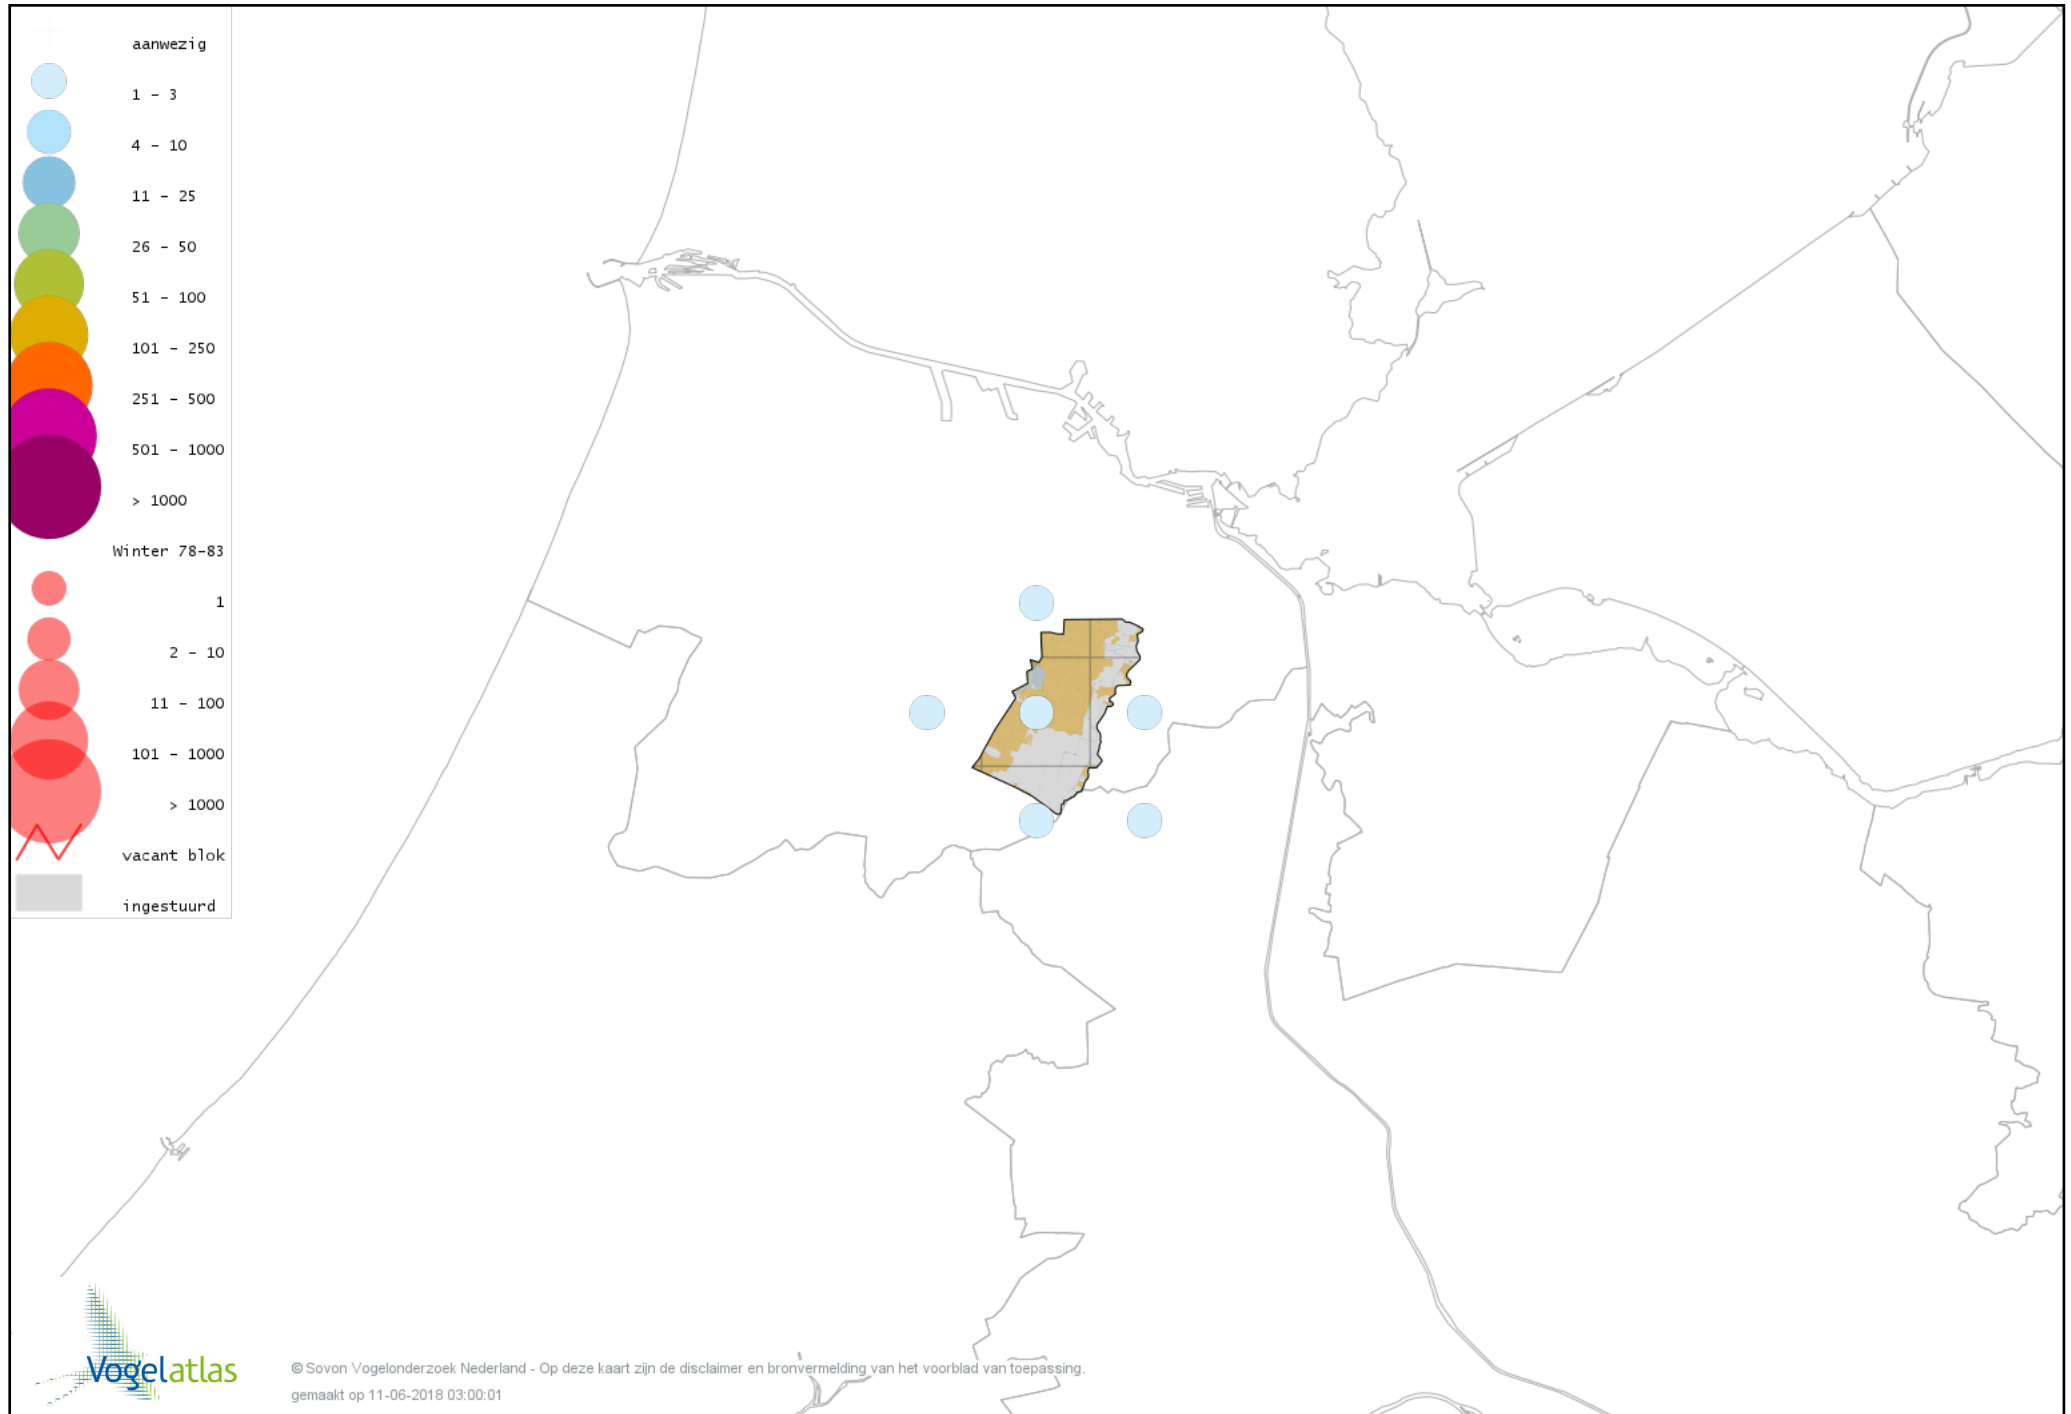 aanwezig
1 – 3
4 – 10
11 – 25
26 – 50
51 – 100
101 – 250
251 – 500
501 – 1000
> 1000
Winter 78-83
1
2 – 10
11 – 100
101 – 1000
> 1000
vacant blok
ingestuurd
Vogelatlas
© Sovon Vogelonderzoek Nederland - Op deze kaart zijn de disclaimer en bronvermelding van het voorblad van toepassing.
gemaakt op 11-06-2018 03:00:01